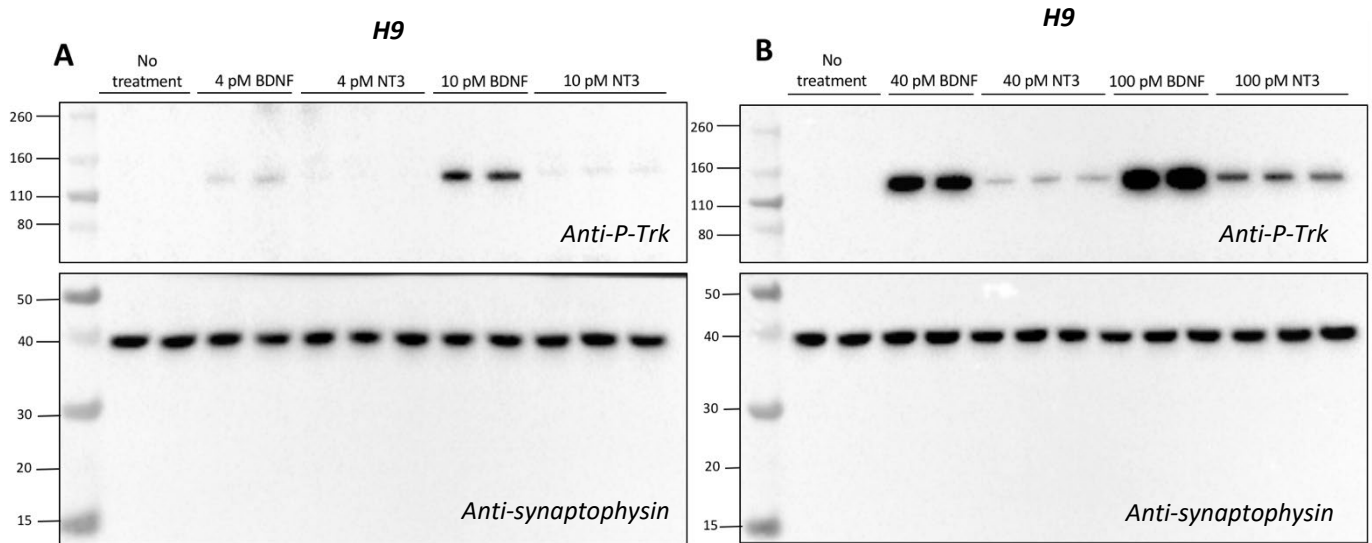 H9
A
No treatment
4 pM BDNF
4 pM NT3
10 pM BDNF
10 pM NT3
260
160
110
80
Anti-P-Trk
50
40
30
20
15
Anti-synaptophysin
H9
B
No treatment
40 pM BDNF
40 pM NT3
100 pM BDNF
100 pM NT3
260
160
110
80
Anti-P-Trk
50
40
30
20
15
Anti-synaptophysin